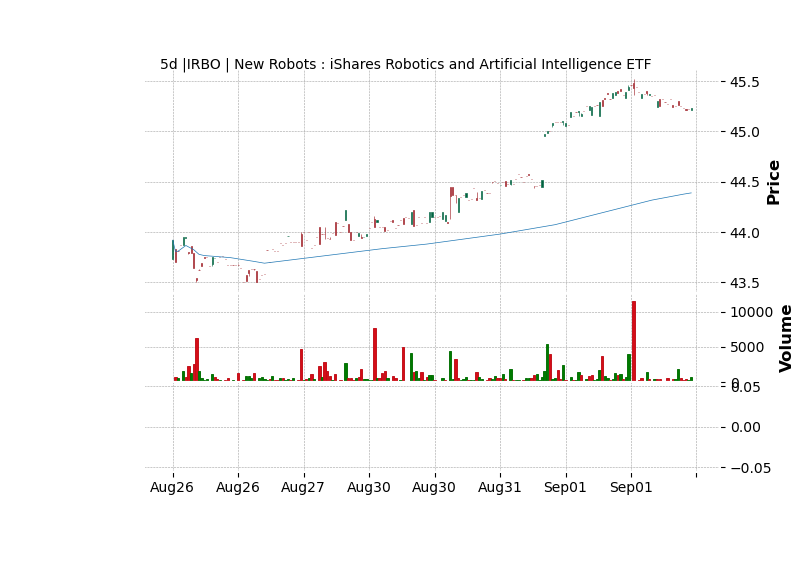 5d |IRBO | New Robots : iShares Robotics and Artificial Intelligence ETF
45.5
45.0
44.5
44.0
43.5
Price
10000
5000
0
Volume
0.05
0.00
−0.05
Aug26 Aug26 Aug27 Aug30 Aug30 Aug31 Sep01 Sep01